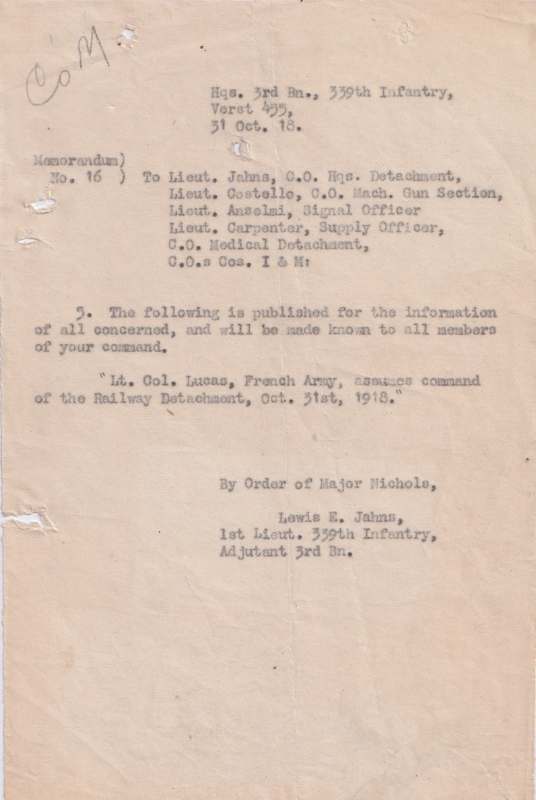 Co M
Hqs. 3rd Bn., 339th Infantry,
Verst 455,
31 Oct. 18.
Memorandum)
No. 16 ) To Lieut. Jahns, C.O. Hqs. Detachment,
Lieut. Costello, C.O. Mach. Gun Section,
Lieut. Anselmi, Signal Officer
Lieut. Carpenter, Supply Officer,
C.O. Medical Detachment,
C.O.s Cos. I & M:
5. The following is published for the information
of all concerned, and will be made known to all members
of your command.
"Lt. Col. Lucas, French Army, assumes command
of the Railway Detachment, Oct. 31st, 1918."
By Order of Major Nichols,
Lewis E. Jahns,
1st Lieut. 339th Infantry,
Adjutant 3rd Bn.